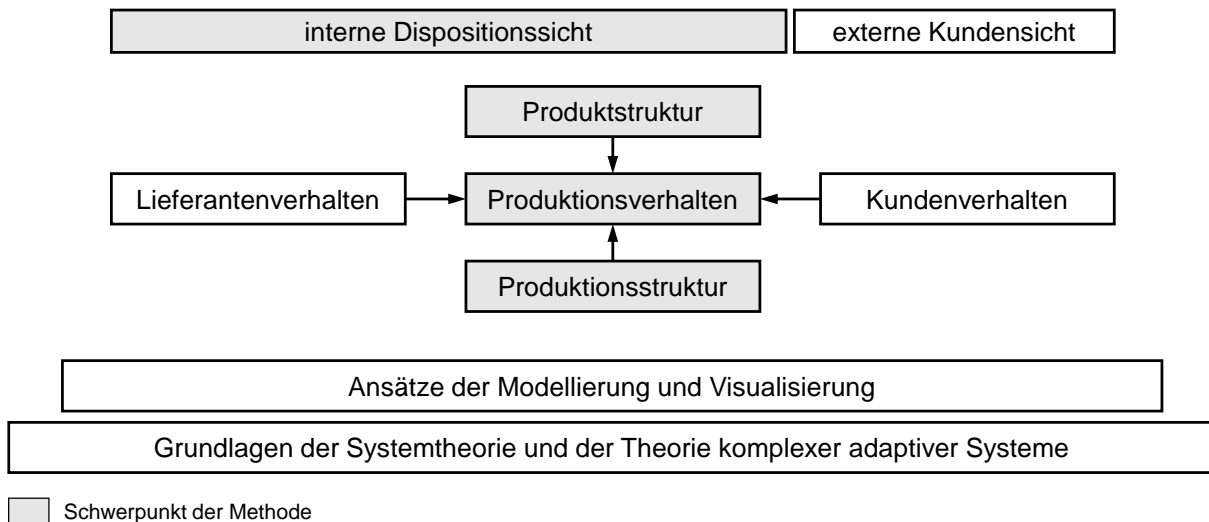 interne Dispositionssicht
externe Kundensicht
Produktstruktur
Lieferantenverhalten
Produktionsverhalten
Kundenverhalten
Produktionsstruktur
Ansätze der Modellierung und Visualisierung
Grundlagen der Systemtheorie und der Theorie komplexer adaptiver Systeme
Schwerpunkt der Methode